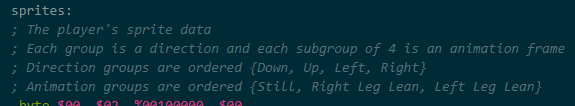 sprites:
; The player's sprite data
; Each group is a direction and each subgroup of 4 is an animation frame
; Direction groups are ordered {Down, Up, Left, Right}
; Animation groups are ordered {Still, Right Leg Lean, Left Leg Lean}
.byte $00, $02, %00100000, $00